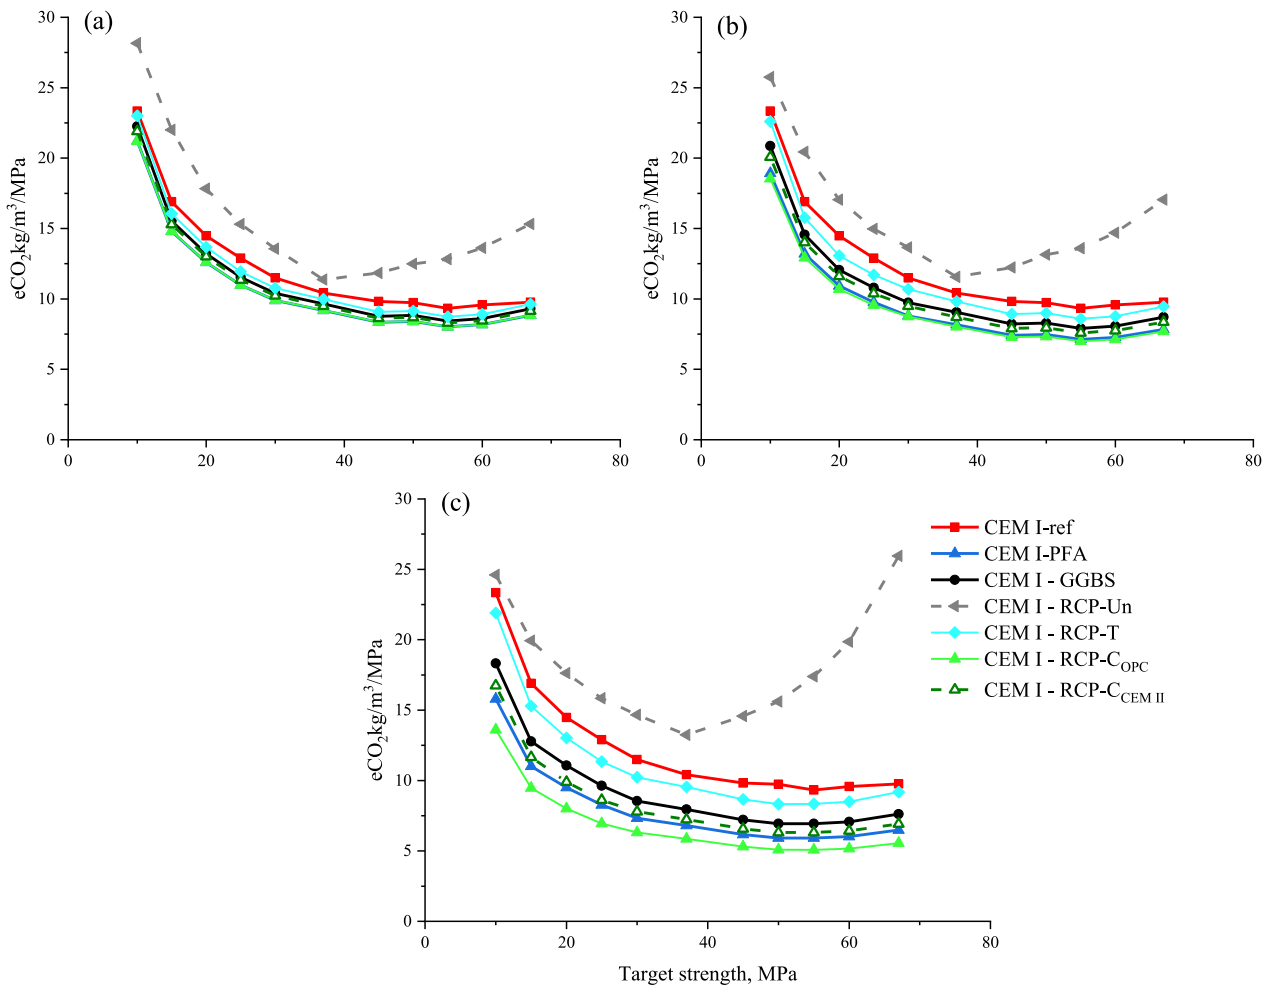 (a)
eCO₂kg/m³/MPa
30
25
20
15
10
5
0
0 20 40 60 80
(b)
eCO₂kg/m³/MPa
30
25
20
15
10
5
0
0 20 40 60 80
(c)
eCO₂kg/m³/MPa
30
25
20
15
10
5
0
0 20 40 60 80
Target strength, MPa
CEM I-ref
CEM I-PFA
CEM I - GGBS
CEM I - RCP-Un
CEM I - RCP-T
CEM I - RCP-C_OPC
CEM I - RCP-C_CEM II